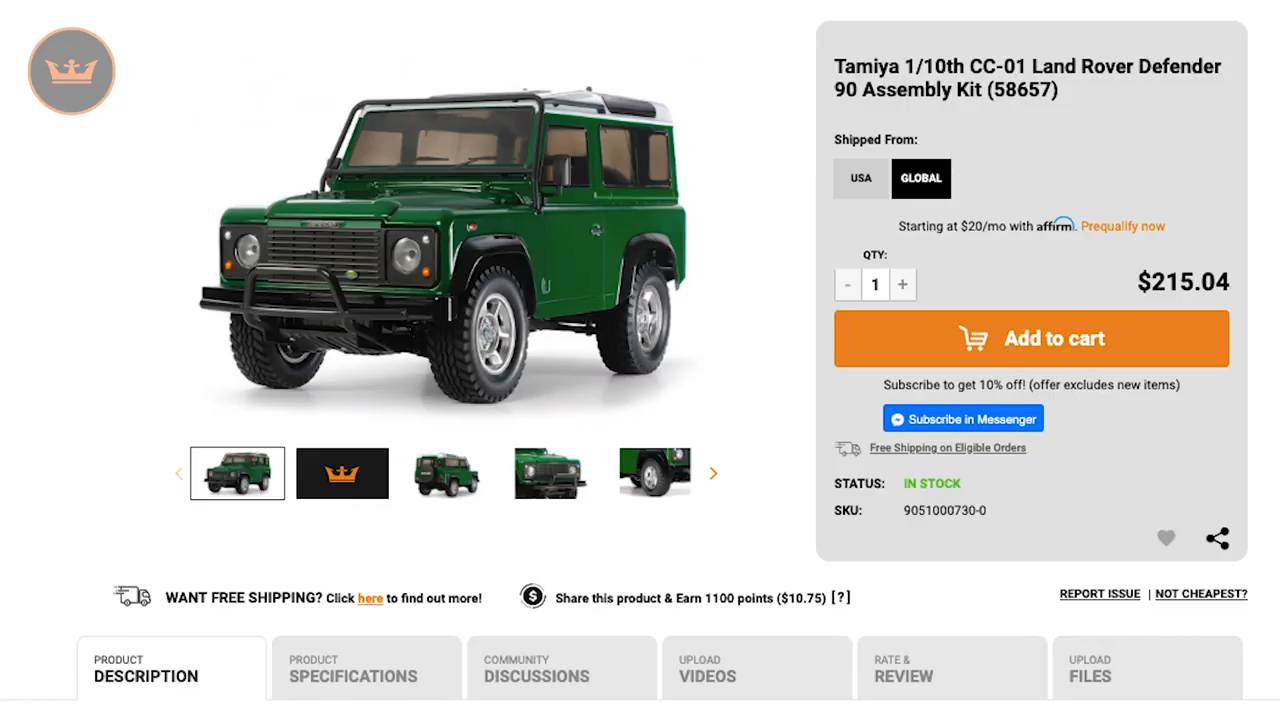 Tamiya 1/10th CC-01 Land Rover Defender
90 Assembly Kit (58657)
Shipped From:
USA
GLOBAL
Starting at $20/mo with affirm. Prequalify now
QTY:
- 1 +
$215.04
Add to cart
Subscribe to get 10% off! (offer excludes new items)
Subscribe in Messenger
Free Shipping on Eligible Orders
STATUS: IN STOCK
SKU: 9051000730-0
WANT FREE SHIPPING? Click here to find out more!
Share this product & Earn 1100 points ($10.75) [?]
REPORT ISSUE | NOT CHEAPEST?
PRODUCT
DESCRIPTION
PRODUCT
SPECIFICATIONS
COMMUNITY
DISCUSSIONS
UPLOAD
VIDEOS
RATE &
REVIEW
UPLOAD
FILES